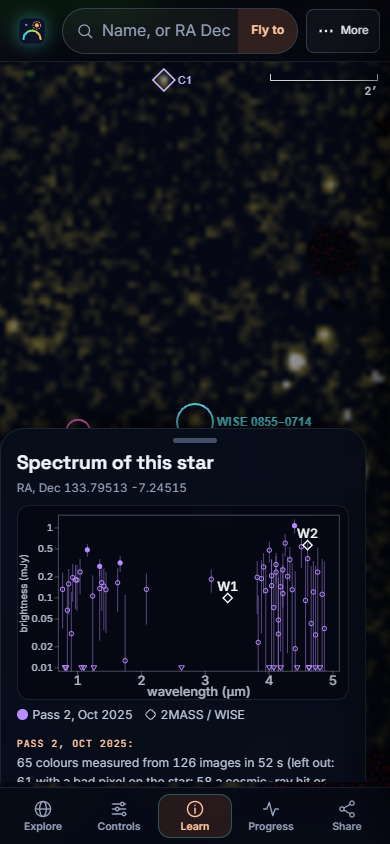 Name, or RA Dec
Fly to
··· More
C1
2′
WISE 0855–0714
Spectrum of this star
RA, Dec 133.79513 -7.24515
brightness (mJy)
1
0.5
0.2
0.1
0.05
0.02
0.01
W1
W2
1 2 3 4 5
wavelength (μm)
Pass 2, Oct 2025 2MASS / WISE
PASS 2, OCT 2025:
65 colours measured from 126 images in 52 s (left out:
61 with a bad pixel on the star; 58 a cosmic-ray hit or
Explore
Controls
Learn
Progress
Share